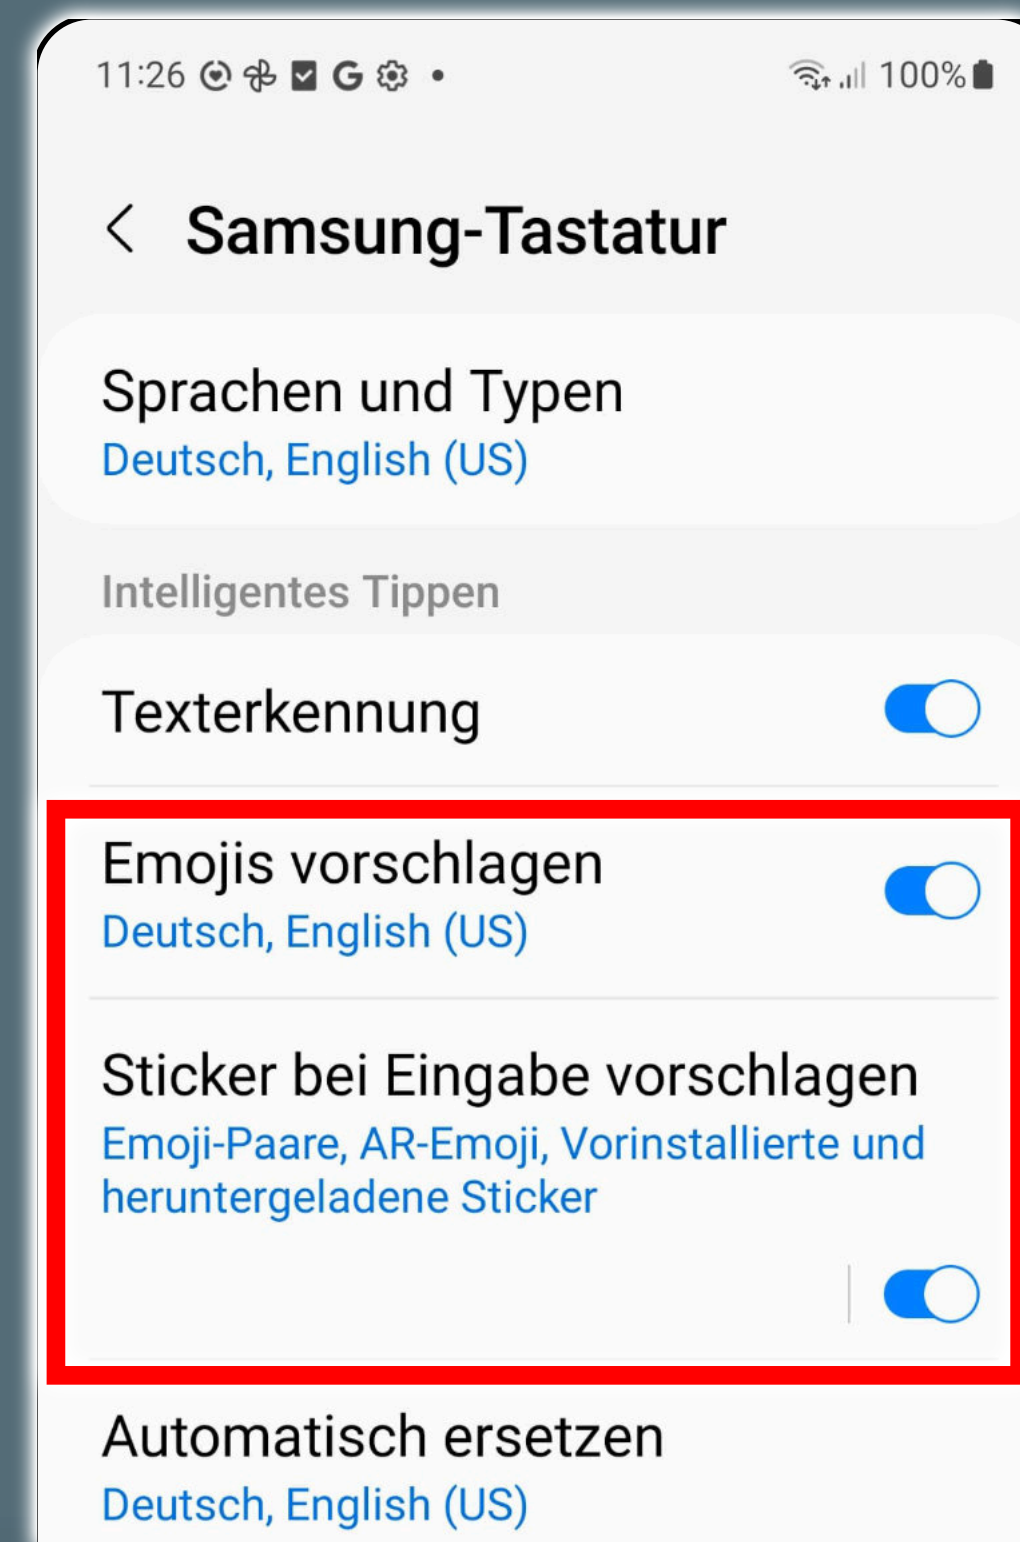 11:26 G 100%
Samsung-Tastatur
Sprachen und Typen
Deutsch, English (US)
Intelligentes Tippen
Texterkennung
Emojis vorschlagen
Deutsch, English (US)
Sticker bei Eingabe vorschlagen
Emoji-Paare, AR-Emoji, Vorinstallierte und
heruntergeladene Sticker
Automatisch ersetzen
Deutsch, English (US)